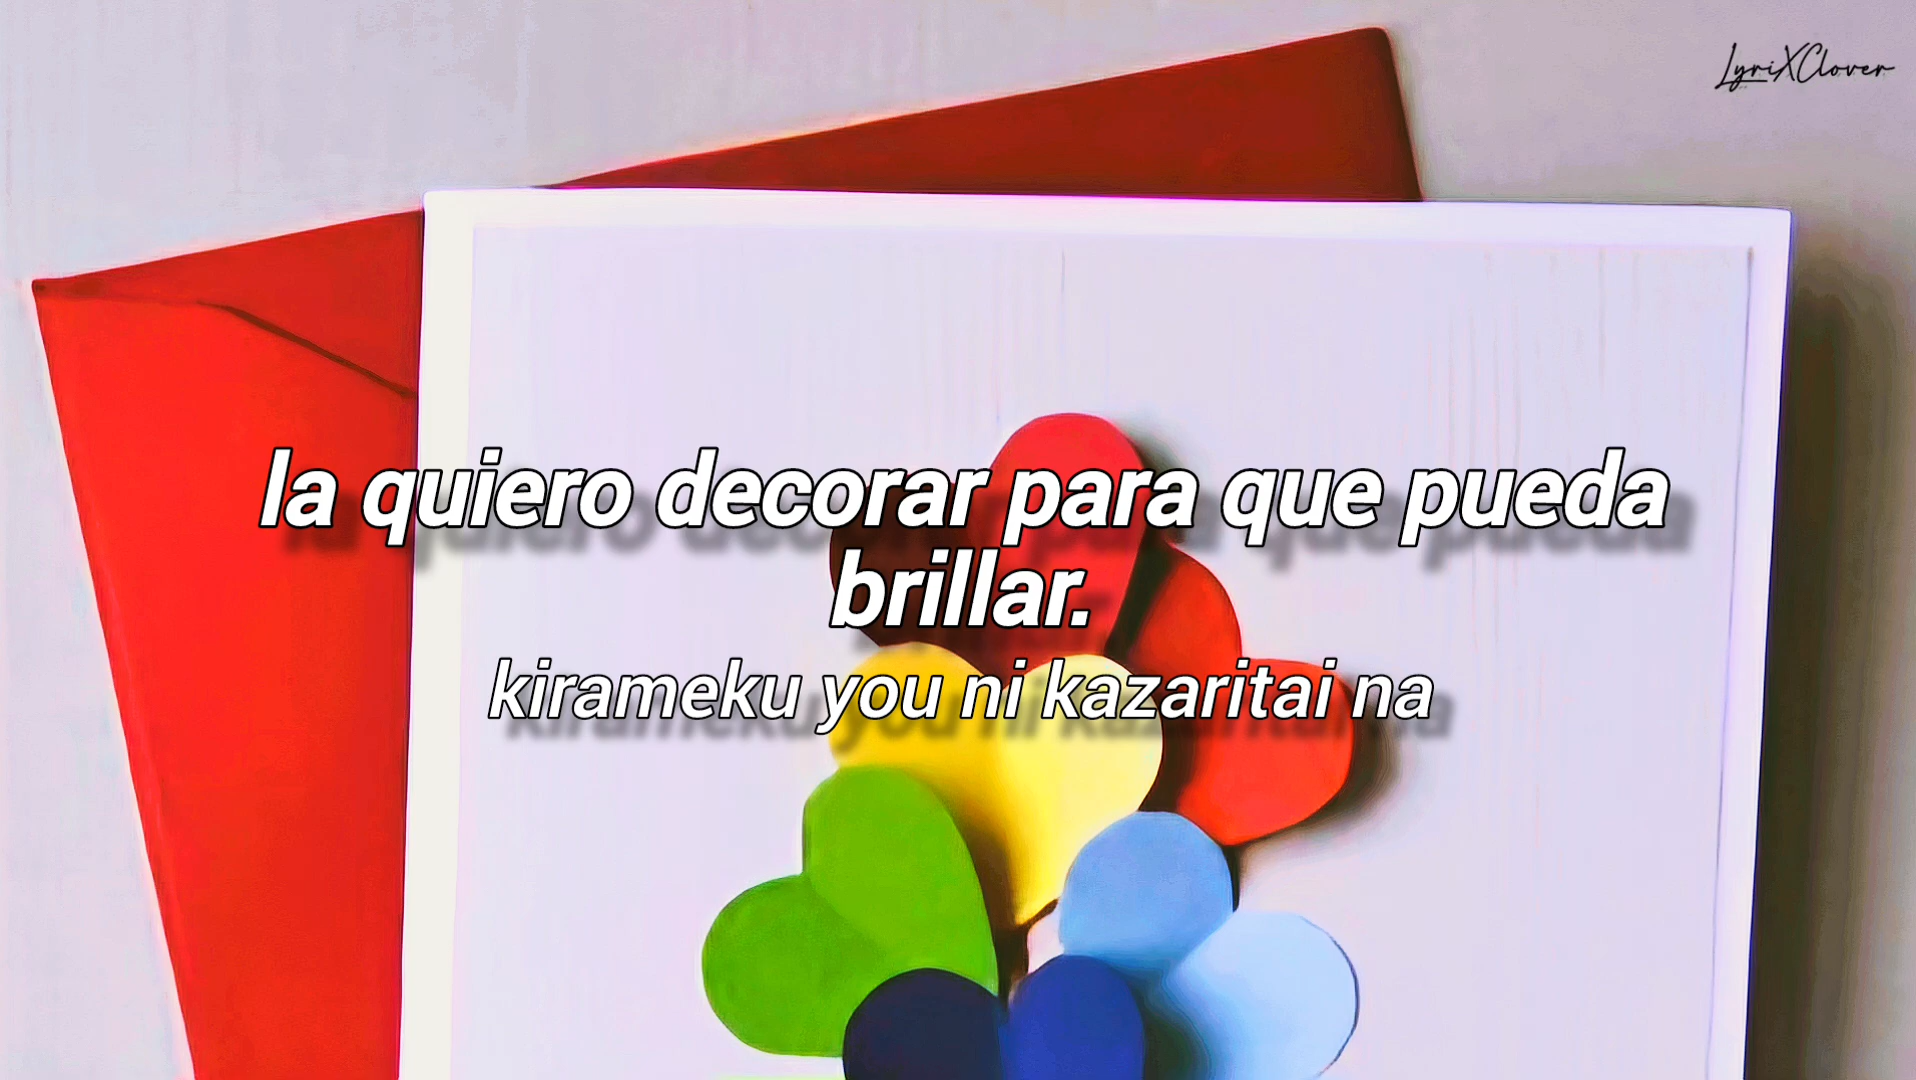 LyriXClover
la quiero decorar para que pueda
brillar.
kirameku you ni kazaritai na